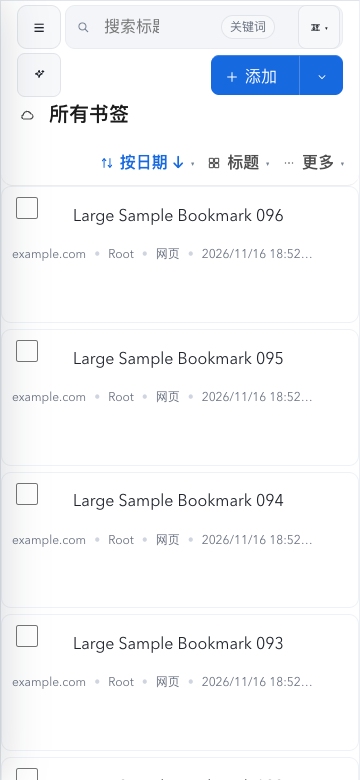 搜索标题 关键词
添加
所有书签
按日期 标题 更多
Large Sample Bookmark 096
example.com • Root • 网页 • 2026/11/16 18:52...
Large Sample Bookmark 095
example.com • Root • 网页 • 2026/11/16 18:52...
Large Sample Bookmark 094
example.com • Root • 网页 • 2026/11/16 18:52...
Large Sample Bookmark 093
example.com • Root • 网页 • 2026/11/16 18:52...